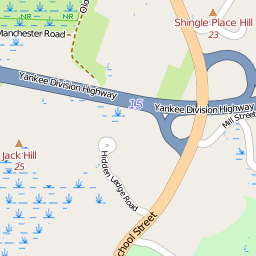 Shingle Place Hill
23
Manchester Road
NR
NR
Yankee Division Highway
15
Yankee Division Highway
Mill Street
Jack Hill
25
Hidden Ledge Road
School Street